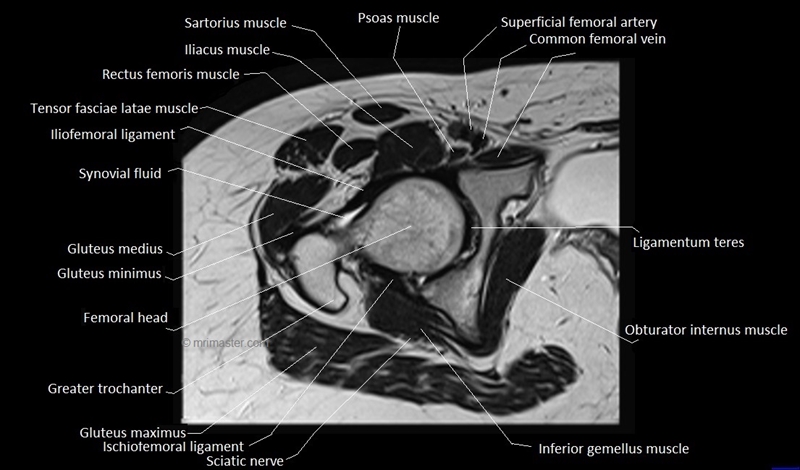 Sartorius muscle
Psoas muscle
Superficial femoral artery
Common femoral vein
Iliacus muscle
Rectus femoris muscle
Tensor fasciae latae muscle
Iliofemoral ligament
Synovial fluid
Gluteus medius
Gluteus minimus
Ligamentum teres
Femoral head
Obturator internus muscle
© mrimaster.com
Greater trochanter
Gluteus maximus
Ischiofemoral ligament
Sciatic nerve
Inferior gemellus muscle